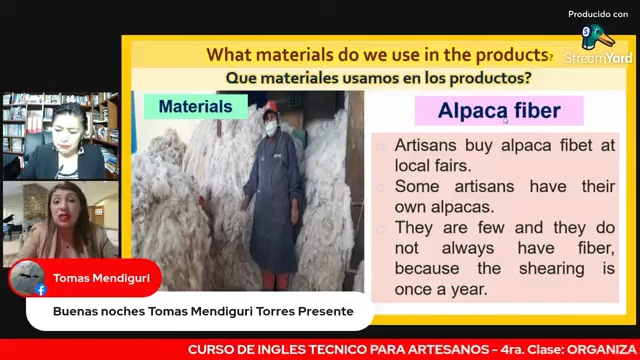 Producido con
StreamYard
What materials do we use in the products?
Que materiales usamos en los productos?
Materials
Alpaca fiber
Artisans buy alpaca fibet at
local fairs.
Some artisans have their
own alpacas.
They are few and they do
not always have fiber,
because the shearing is
once a year.
Tomas Mendiguri
Buenas noches Tomas Mendiguri Torres Presente
CURSO DE INGLES TECNICO PARA ARTESANOS - 4ra. Clase: ORGANIZA